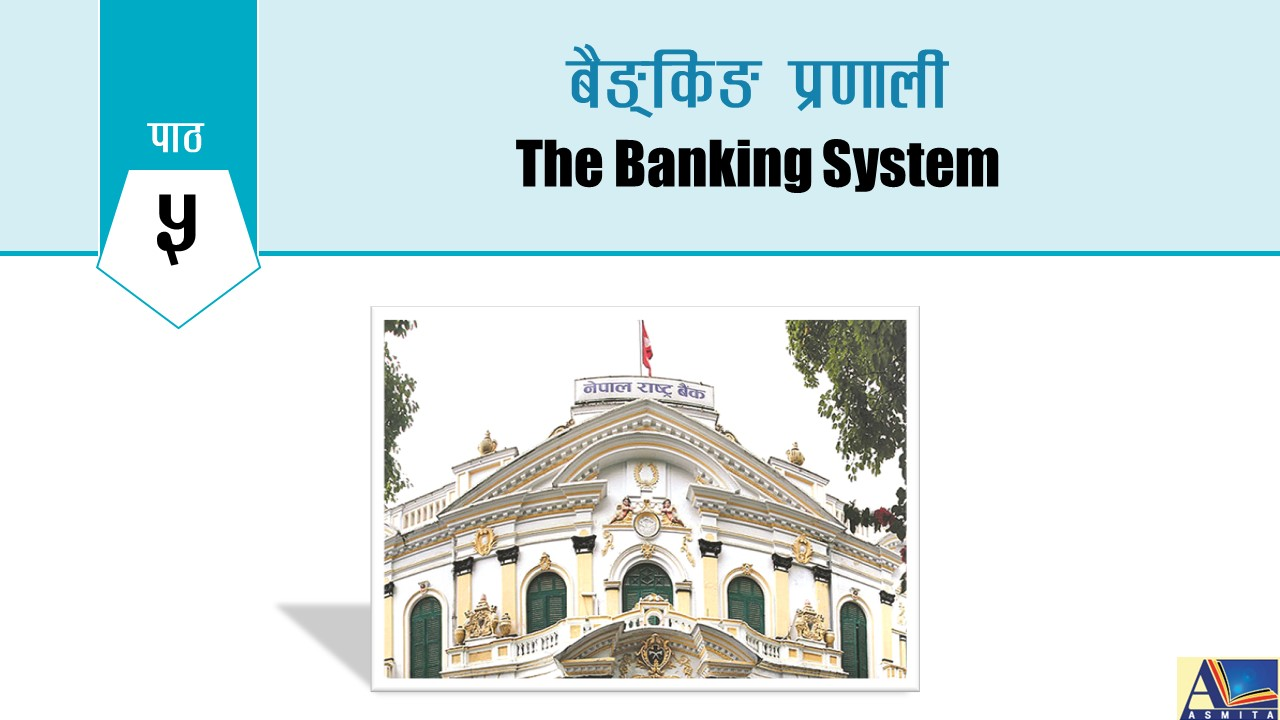 पाठ
५
बैङ्किङ प्रणाली
The Banking System
नेपाल राष्ट्र बैंक
ASMITA